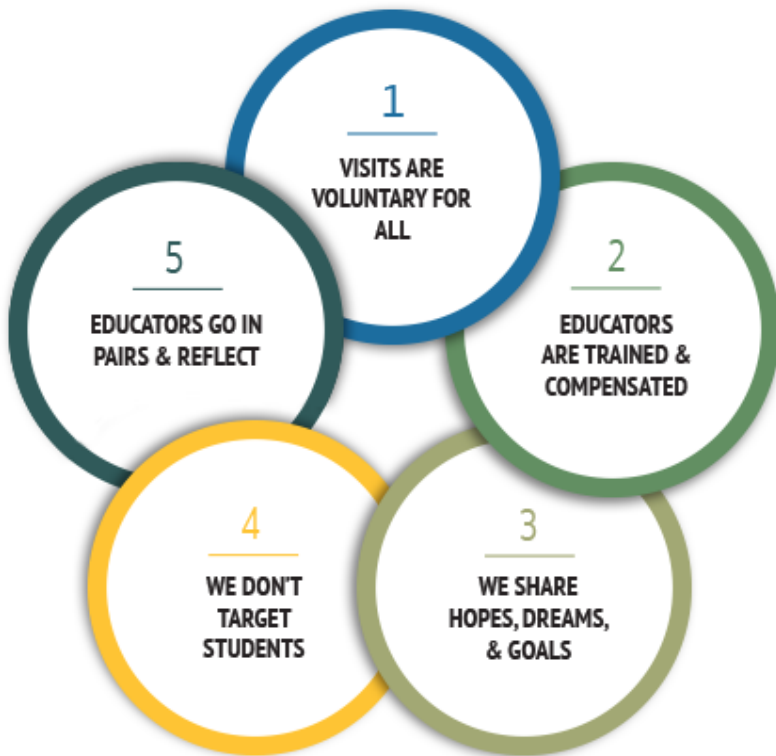 1
VISITS ARE
VOLUNTARY FOR
ALL
2
EDUCATORS
ARE TRAINED &
COMPENSATED
3
WE SHARE
HOPES, DREAMS,
& GOALS
4
WE DON'T
TARGET
STUDENTS
5
EDUCATORS GO IN
PAIRS & REFLECT